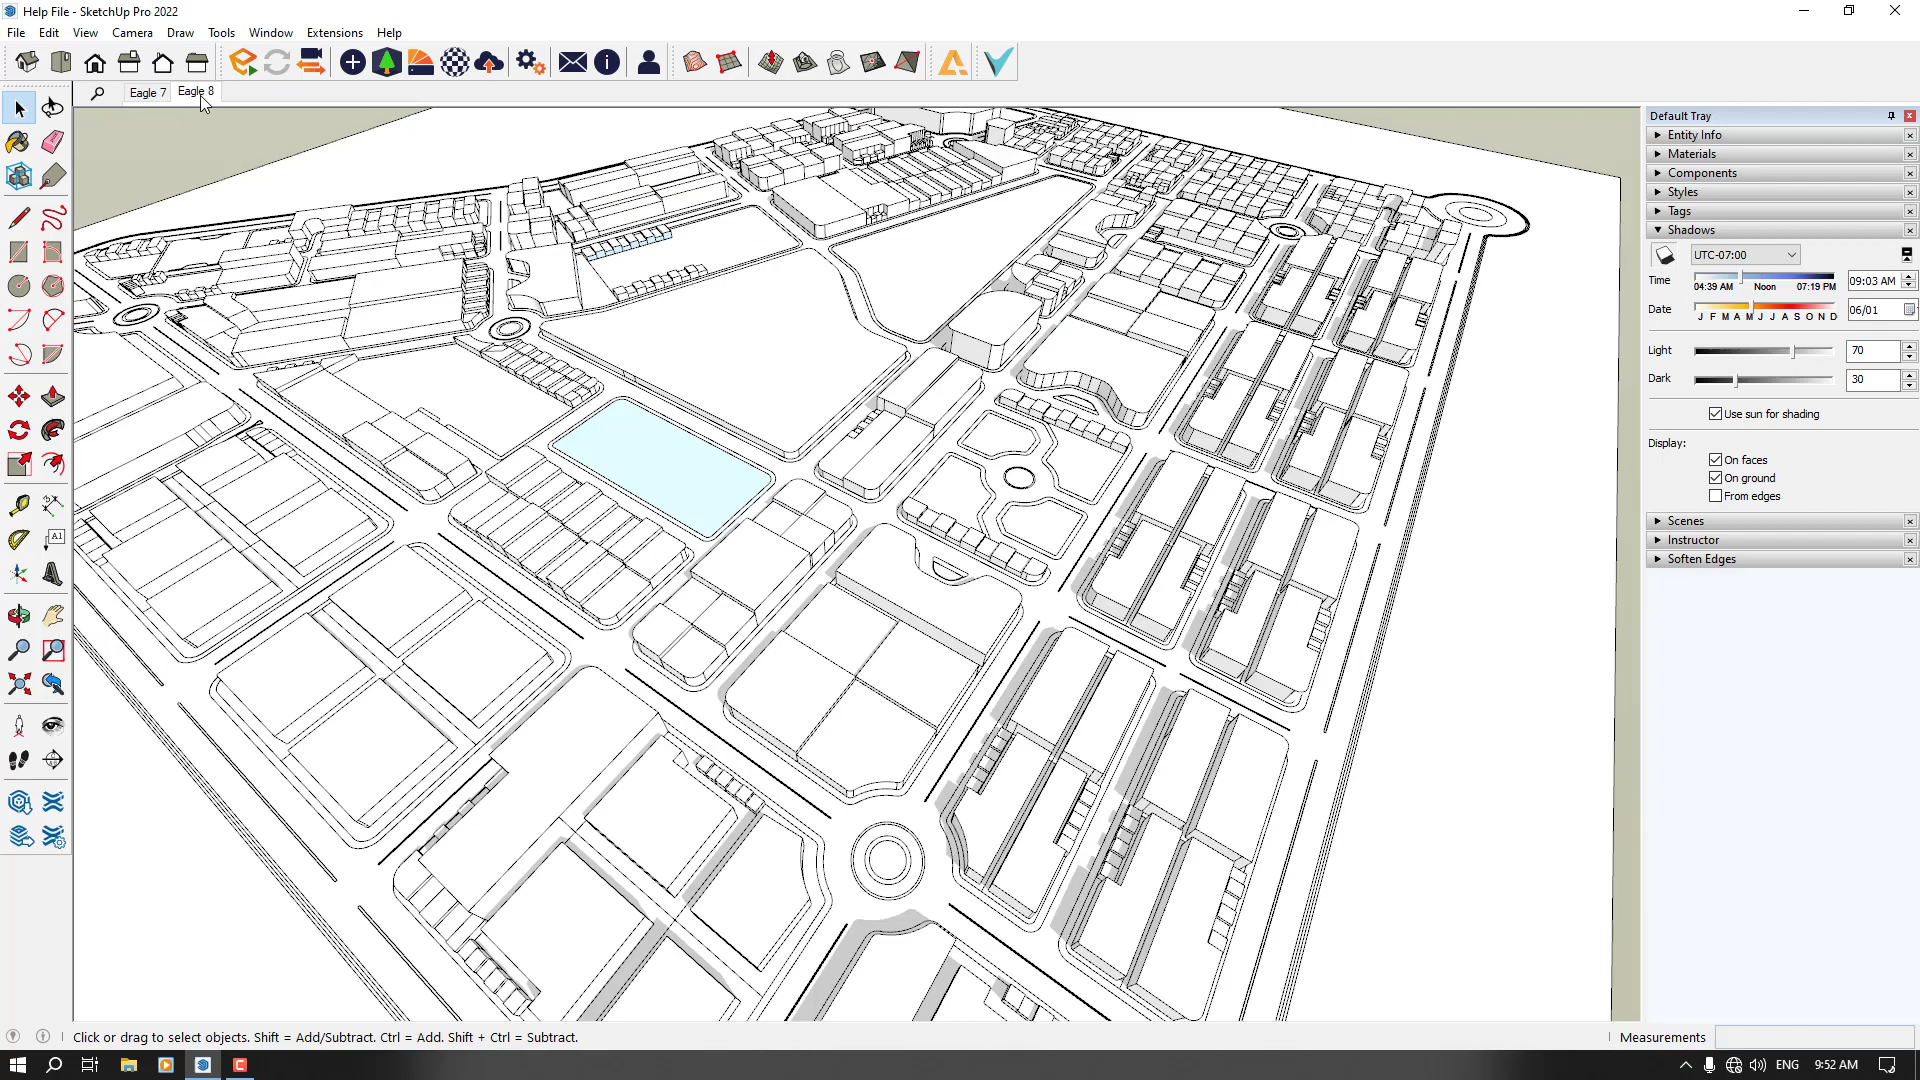 Help File - SketchUp Pro 2022
File Edit View Camera Draw Tools Window Extensions Help
Eagle 7 Eagle 8
Default Tray
Entity Info
Materials
Components
Styles
Tags
Shadows
UTC-07:00
Time 04:39 AM Noon 07:19 PM 09:03 AM
Date J F M A M J J A S O N D 06/01
Light 70
Dark 30
Use sun for shading
Display:
On faces
On ground
From edges
Scenes
Instructor
Soften Edges
A1
Click or drag to select objects. Shift = Add/Subtract. Ctrl = Add. Shift + Ctrl = Subtract.
Measurements
ENG 9:52 AM